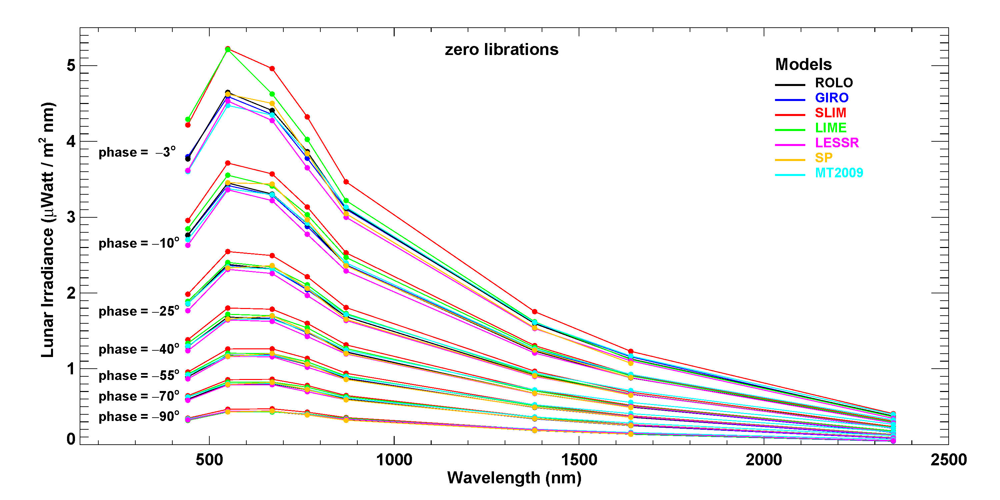 zero librations
Models
ROLO
GIRO
SLIM
LIME
LESSR
SP
MT2009
Lunar Irradiance (μWatt / m² nm)
5
4
3
2
1
0
phase = −3°
phase = −10°
phase = −25°
phase = −40°
phase = −55°
phase = −70°
phase = −90°
500
1000
1500
2000
2500
Wavelength (nm)